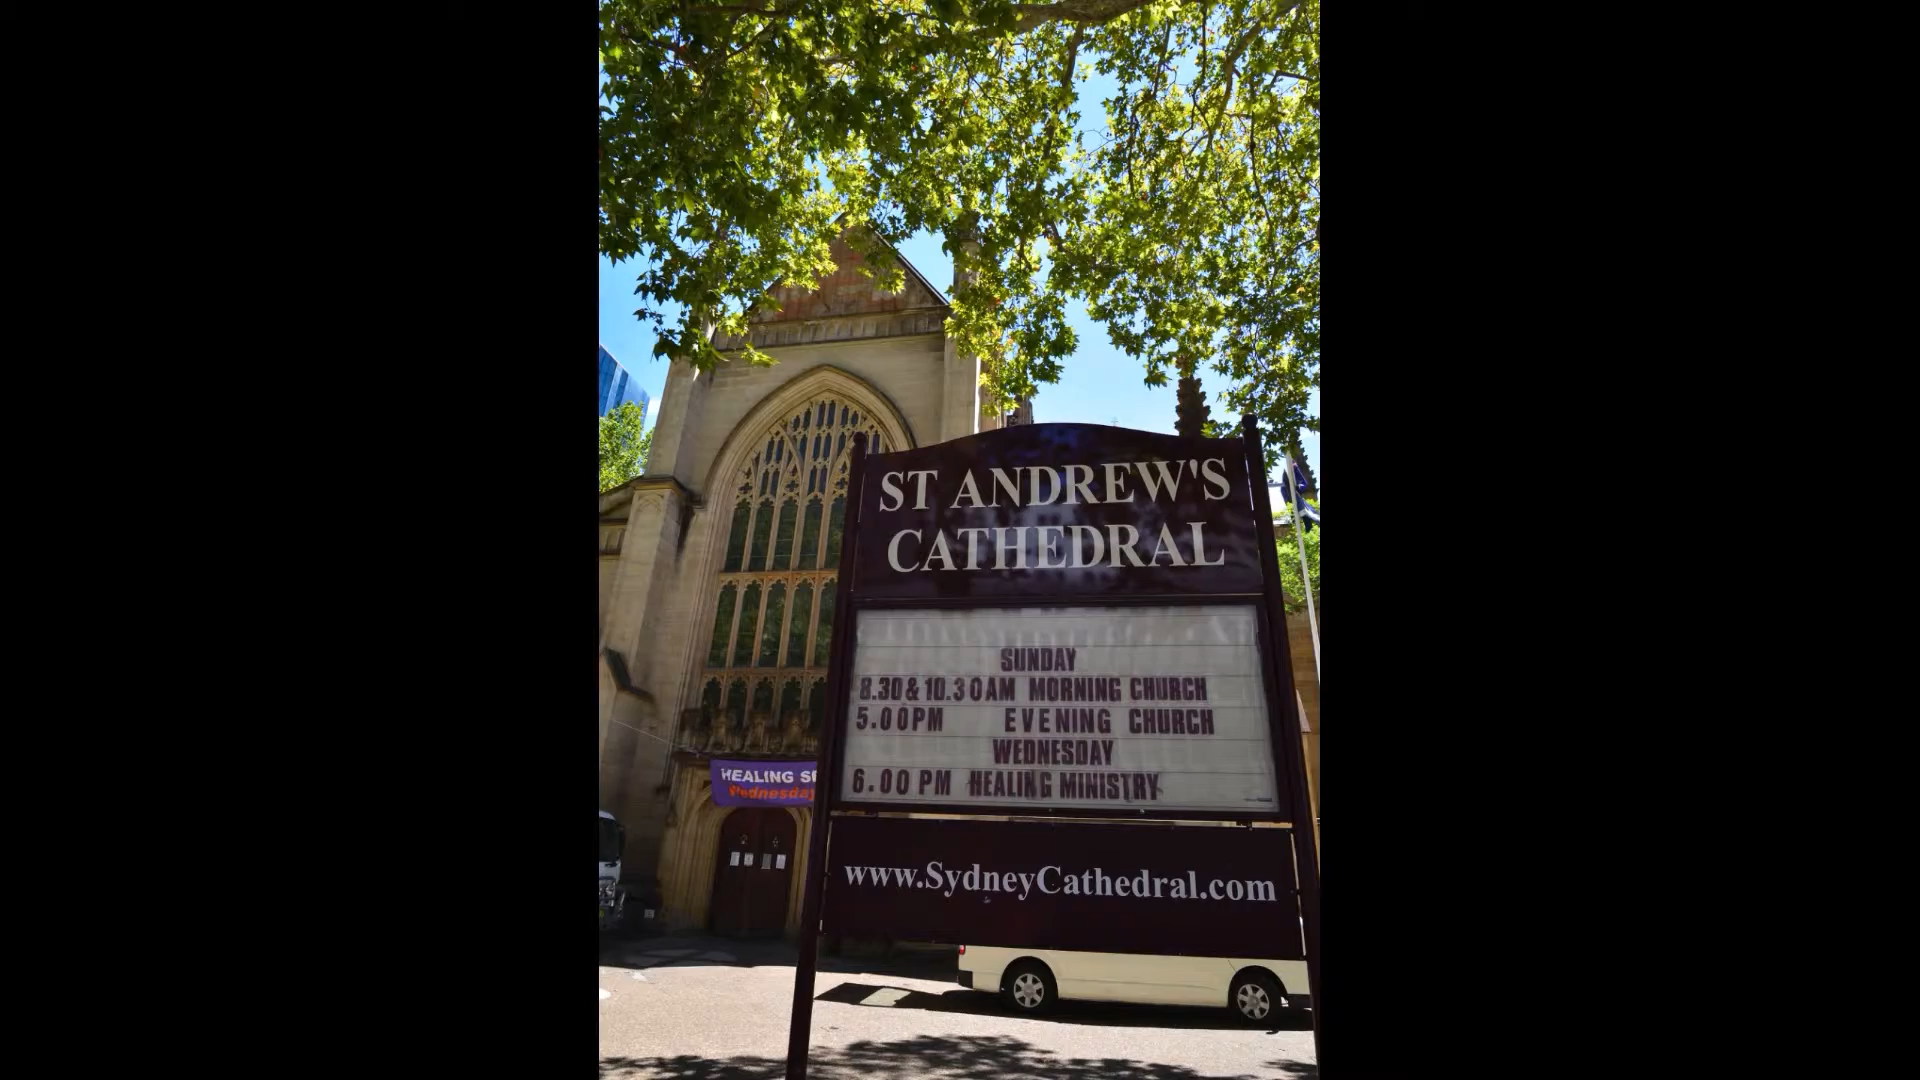 ST ANDREW'S
CATHEDRAL
SUNDAY
8.30 & 10.30AM MORNING CHURCH
5.00PM EVENING CHURCH
WEDNESDAY
6.00 PM HEALING MINISTRY
www.SydneyCathedral.com
HEALING
Wednesday